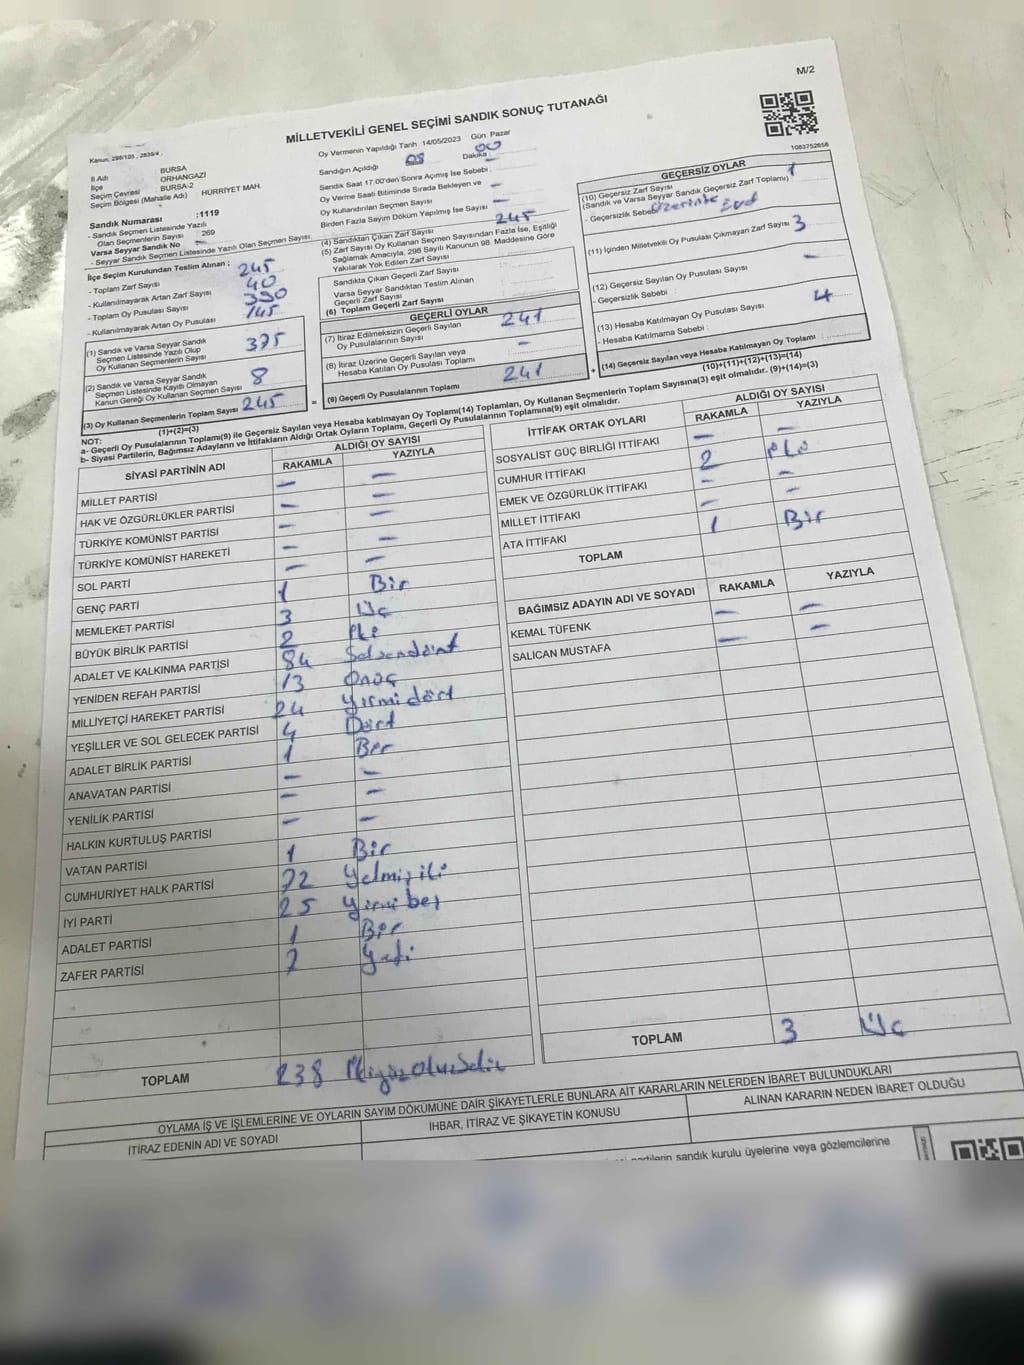 M/2
MİLLETVEKİLİ GENEL SEÇİMİ SANDIK SONUÇ TUTANAĞI
1083752658
İl Adı : BURSA
İlçe : ORHANGAZİ
Seçim Çevresi : BURSA-2
Seçim Bölgesi (Mahalle Adı) : HÜRRİYET MAH.
Sandık Numarası :1119
- Sandık Seçmen Listesinde Yazılı
Olan Seçmenlerin Sayısı : 269
Varsa Seyyar Sandık No
- Seyyar Sandık Seçmen Listesinde Yazılı Olan Seçmen Sayısı:
İlçe Seçim Kurulundan Teslim Alınan ;
- Toplam Zarf Sayısı 245
- Kullanılmayarak Artan Zarf Sayısı 40
- Toplam Oy Pusulası Sayısı
- Kullanılmayarak Artan Oy Pusulası 145
(1) Sandık ve Varsa Seyyar Sandık
Seçmen Listesinde Yazılı Olup
Oy Kullanan Seçmenlerin Sayısı
(2) Sandık ve Varsa Seyyar Sandık
Seçmen Listesinde Kayıtlı Olmayan
Kanun Gereği Oy Kullanan Seçmen Sayısı 8
(3) Oy Kullanan Seçmenlerin Toplam Sayısı 245
(1)+(2)=(3)
Oy Vermenin Yapıldığı Tarih 14/05/2023 Gün: Pazar
Sandığın Açıldığı 08 Dakika : 00
Sandık Saat 17:00'den Sonra Açılmış İse Sebebi : -
Oy Verme Saati Bitiminde Sırada Bekleyen ve
Oy Kullandırılan Seçmen Sayısı -
Birden Fazla Sayım Döküm Yapılmış İse Sayısı -
(4) Sandıktan Çıkan Zarf Sayısı 245
(5) Zarf Sayısı Oy Kullanan Seçmen Sayısından Fazla İse, Eşitliği
Sağlamak Amacıyla, 298 Sayılı Kanunun 98. Maddesine Göre
Yakılarak Yok Edilen Zarf Sayısı
Sandıkta Çıkan Geçerli Zarf Sayısı
Varsa Seyyar Sandıktan Teslim Alınan
Geçerli Zarf Sayısı
(6) Toplam Geçerli Zarf Sayısı
GEÇERLİ OYLAR
(7) İtiraz Edilmeksizin Geçerli Sayılan
Oy Pusulalarının Sayısı 241
(8) İtiraz Üzerine Geçerli Sayılan veya
Hesaba Katılan Oy Pusulası Toplamı -
(9) Geçerli Oy Pusulalarının Toplamı 241
GEÇERSİZ OYLAR
(10) Geçersiz Zarf Sayısı 1
(Sandık ve Varsa Seyyar Sandık Geçersiz Zarf Toplamı)
- Geçersizlik Sebebi: üzerinde
(11) İçinden Milletvekili Oy Pusulası Çıkmayan Zarf Sayısı 3
(12) Geçersiz Sayılan Oy Pusulası Sayısı -
- Geçersizlik Sebebi :
(13) Hesaba Katılmayan Oy Pusulası Sayısı 4
- Hesaba Katılmama Sebebi :
(14) Geçersiz Sayılan veya Hesaba Katılmayan Oy Toplamı :
(10)+(11)+(12)+(13)=(14)
NOT:
a- Geçerli Oy Pusulalarının Toplamı(9) ile Geçersiz Sayılan veya Hesaba katılmayan Oy Toplamı(14) Toplamları, Oy Kullanan Seçmenlerin Toplam Sayısına(3) eşit olmalıdır. (9)+(14)=(3)
b- Siyasi Partilerin, Bağımsız Adayların ve İttifakların Aldığı Ortak Oyların Toplamı, Geçerli Oy Pusulalarının Toplamına(9) eşit olmalıdır.
SİYASİ PARTİNİN ADI ALDIĞI OY SAYISI
RAKAMLA YAZIYLA
MİLLET PARTİSİ - -
HAK VE ÖZGÜRLÜKLER PARTİSİ - -
TÜRKİYE KOMÜNİST PARTİSİ - -
TÜRKİYE KOMÜNİST HAREKETİ - -
SOL PARTİ - -
GENÇ PARTİ 1 Bir
MEMLEKET PARTİSİ 3 Üç
BÜYÜK BİRLİK PARTİSİ 2 İki
ADALET VE KALKINMA PARTİSİ 84 Seksendört
YENİDEN REFAH PARTİSİ 13 Onüç
MİLLİYETÇİ HAREKET PARTİSİ 24 Yirmidört
YEŞİLLER VE SOL GELECEK PARTİSİ 4 Dört
ADALET BİRLİK PARTİSİ 1 Bir
ANAVATAN PARTİSİ - -
YENİLİK PARTİSİ - -
HALKIN KURTULUŞ PARTİSİ - -
VATAN PARTİSİ 1 Bir
CUMHURİYET HALK PARTİSİ 72 Yetmişiki
İYİ PARTİ 25 Yirmibeş
ADALET PARTİSİ 1 Bir
ZAFER PARTİSİ 7 Yedi
TOPLAM 238
İTTİFAK ORTAK OYLARI ALDIĞI OY SAYISI
RAKAMLA YAZIYLA
SOSYALİST GÜÇ BİRLİĞİ İTTİFAKI - -
CUMHUR İTTİFAKI 2 İki
EMEK VE ÖZGÜRLÜK İTTİFAKI - -
MİLLET İTTİFAKI - -
ATA İTTİFAKI 1 Bir
TOPLAM
BAĞIMSIZ ADAYIN ADI VE SOYADI RAKAMLA YAZIYLA
KEMAL TÜFENK - -
SALİCAN MUSTAFA - -
TOPLAM 3 Üç
OYLAMA İŞ VE İŞLEMLERİNE VE OYLARIN SAYIM DÖKÜMÜNE DAİR ŞİKAYETLERLE BUNLARA AİT KARARLARIN NELERDEN İBARET BULUNDUKLARI
İTİRAZ EDENİN ADI VE SOYADI İHBAR, İTİRAZ VE ŞİKAYETİN KONUSU ALINAN KARARIN NEDEN İBARET OLDUĞU
partilerin sandık kurulu üyelerine veya gözlemcilerine